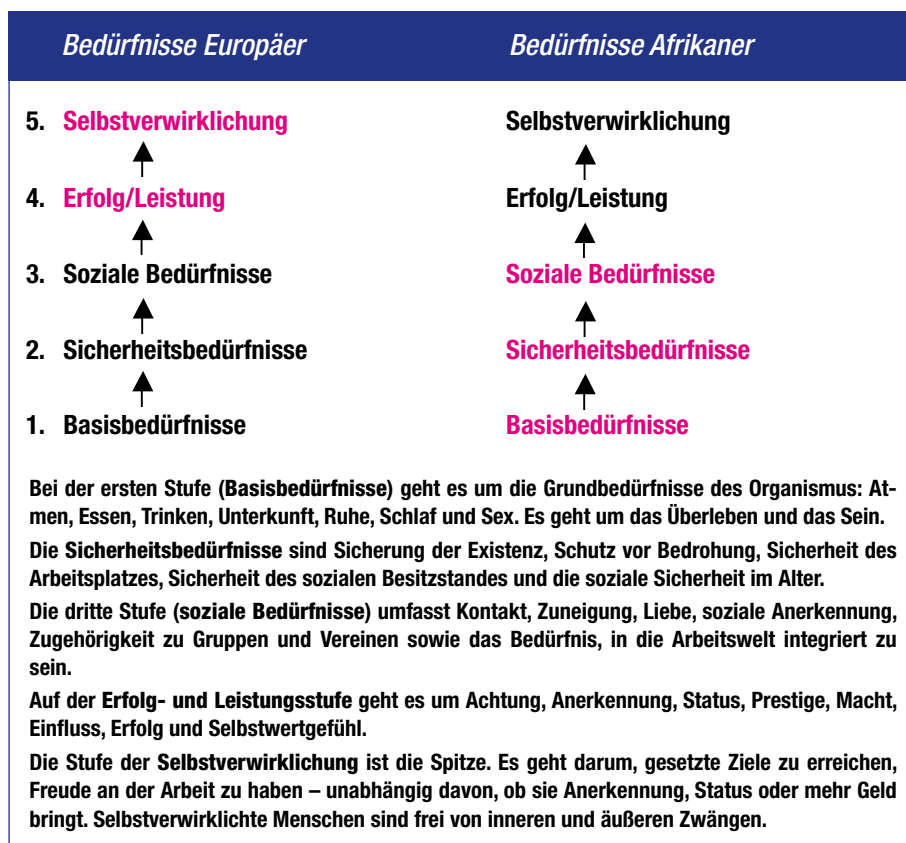 Bedürfnisse Europäer Bedürfnisse Afrikaner
5. Selbstverwirklichung Selbstverwirklichung
4. Erfolg/Leistung Erfolg/Leistung
3. Soziale Bedürfnisse Soziale Bedürfnisse
2. Sicherheitsbedürfnisse Sicherheitsbedürfnisse
1. Basisbedürfnisse Basisbedürfnisse
Bei der ersten Stufe (Basisbedürfnisse) geht es um die Grundbedürfnisse des Organismus: At-
men, Essen, Trinken, Unterkunft, Ruhe, Schlaf und Sex. Es geht um das Überleben und das Sein.
Die Sicherheitsbedürfnisse sind Sicherung der Existenz, Schutz vor Bedrohung, Sicherheit des
Arbeitsplatzes, Sicherheit des sozialen Besitzstandes und die soziale Sicherheit im Alter.
Die dritte Stufe (soziale Bedürfnisse) umfasst Kontakt, Zuneigung, Liebe, soziale Anerkennung,
Zugehörigkeit zu Gruppen und Vereinen sowie das Bedürfnis, in die Arbeitswelt integriert zu
sein.
Auf der Erfolg- und Leistungsstufe geht es um Achtung, Anerkennung, Status, Prestige, Macht,
Einfluss, Erfolg und Selbstwertgefühl.
Die Stufe der Selbstverwirklichung ist die Spitze. Es geht darum, gesetzte Ziele zu erreichen,
Freude an der Arbeit zu haben – unabhängig davon, ob sie Anerkennung, Status oder mehr Geld
bringt. Selbstverwirklichte Menschen sind frei von inneren und äußeren Zwängen.